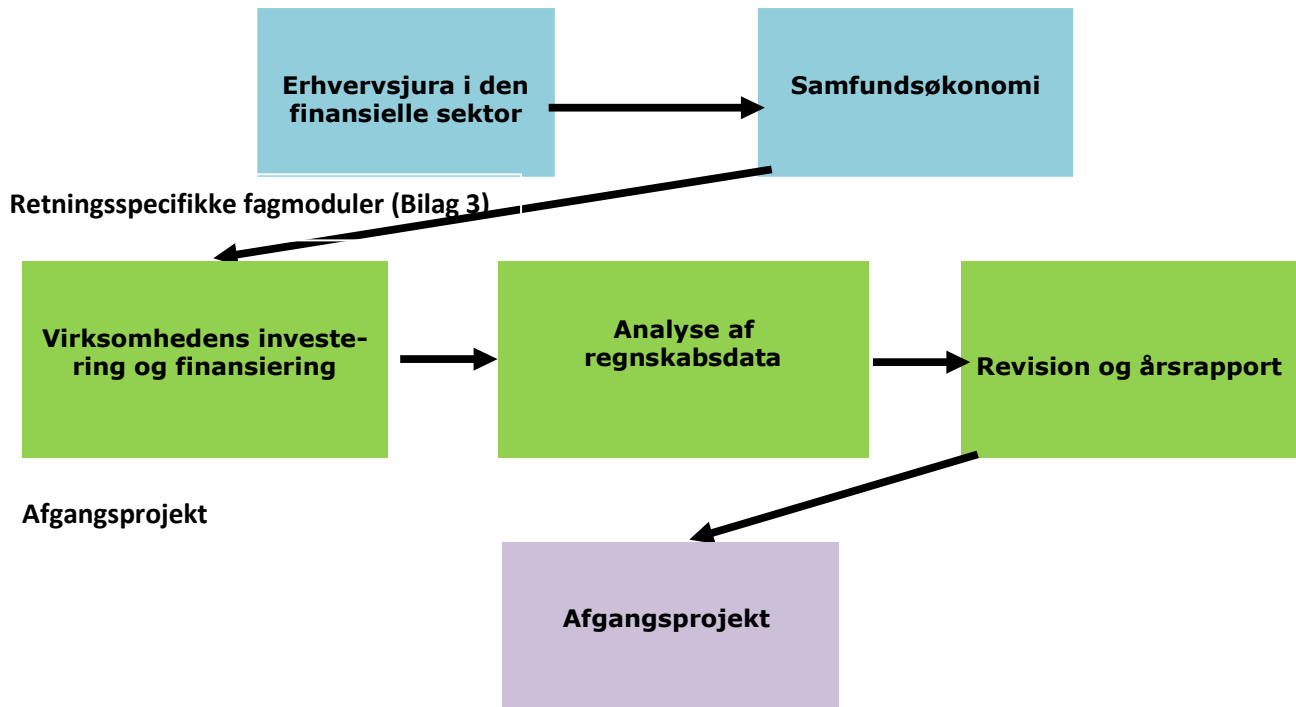 Erhvervsjura i den
finansielle sektor
Samfundsøkonomi
Retningsspecifikke fagmoduler (Bilag 3)
Virksomhedens investe-
ring og finansiering
Analyse af
regnskabsdata
Revision og årsrapport
Afgangsprojekt
Afgangsprojekt